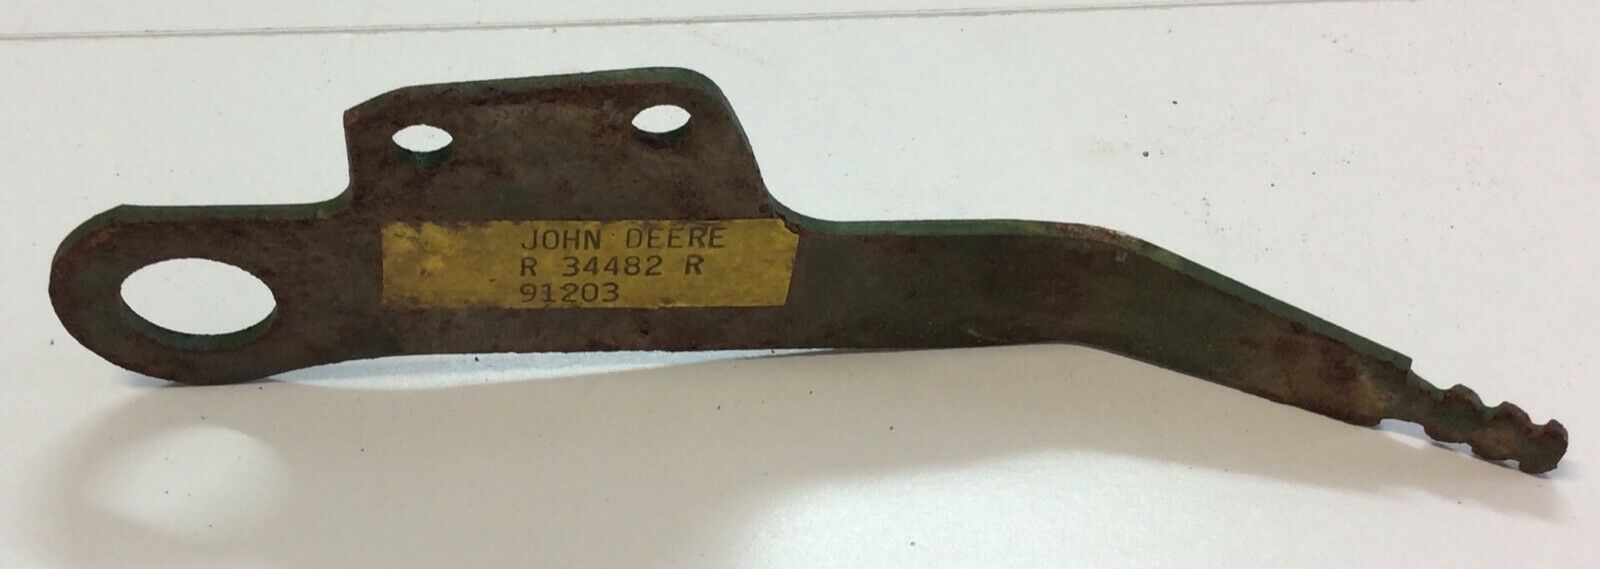 JOHN DEERE
R 34482 R
91203